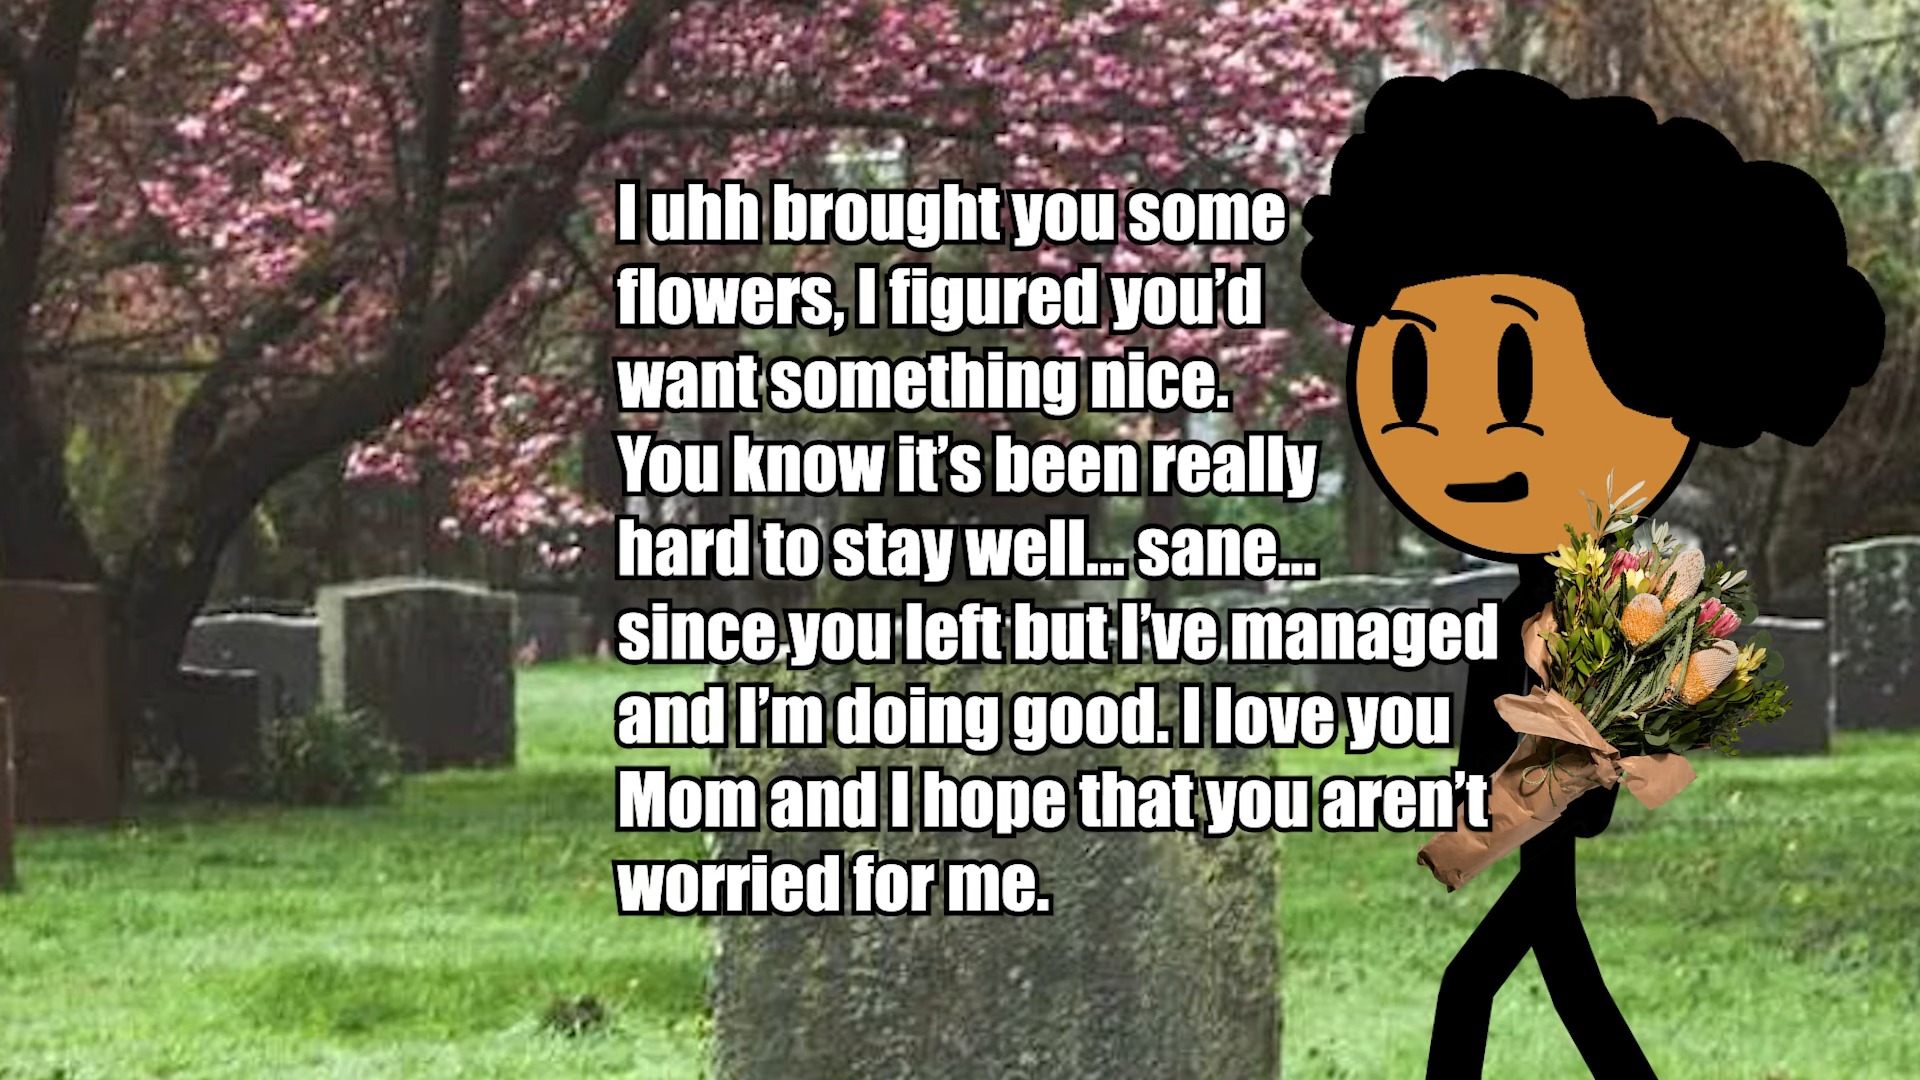 I uhh brought you some
flowers, I figured you’d
want something nice.
You know it’s been really
hard to stay well... sane...
since you left but I’ve managed
and I’m doing good. I love you
Mom and I hope that you aren’t
worried for me.